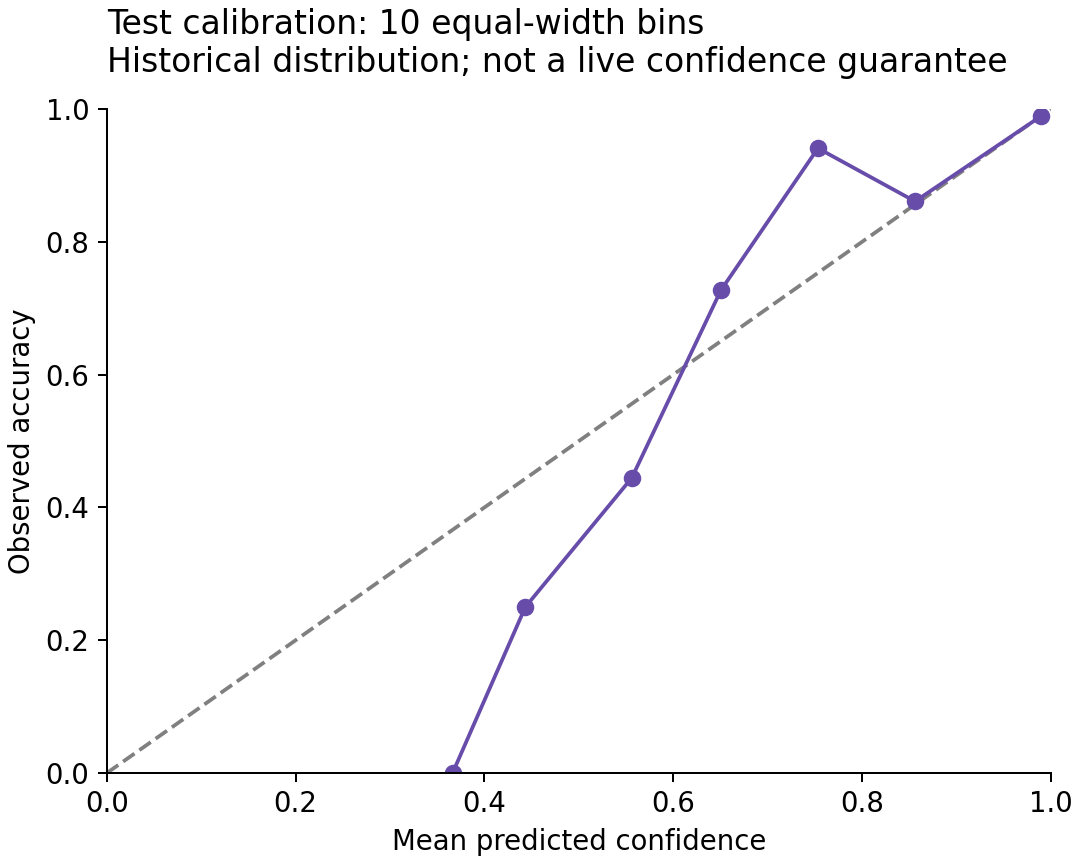 Test calibration: 10 equal-width bins
Historical distribution; not a live confidence guarantee
1.0
0.8
0.6
0.4
0.2
0.0
Observed accuracy
0.0 0.2 0.4 0.6 0.8 1.0
Mean predicted confidence